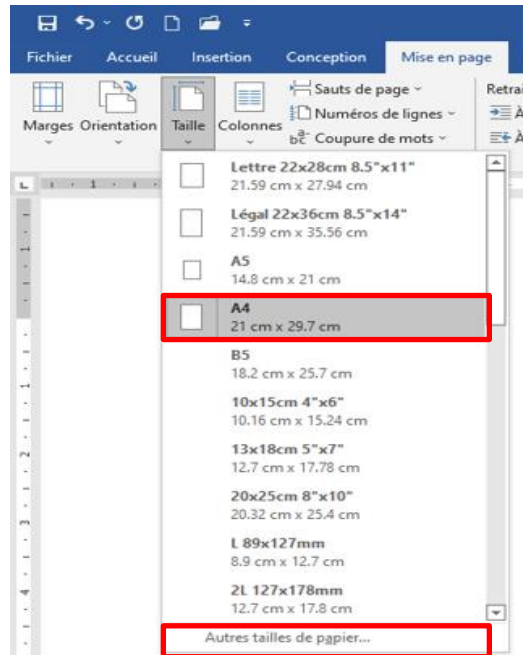 Fichier Accueil Insertion Conception Mise en page
Sauts de page Retrai
Numéros de lignes À
Marges Orientation Taille Colonnes
Coupure de mots À
1
Lettre 22x28cm 8.5"x11"
21.59 cm x 27.94 cm
Légal 22x36cm 8.5"x14"
21.59 cm x 35.56 cm
A5
14.8 cm x 21 cm
A4
21 cm x 29.7 cm
B5
18.2 cm x 25.7 cm
10x15cm 4"x6"
10.16 cm x 15.24 cm
13x18cm 5"x7"
12.7 cm x 17.78 cm
20x25cm 8"x10"
20.32 cm x 25.4 cm
L 89x127mm
8.9 cm x 12.7 cm
2L 127x178mm
12.7 cm x 17.8 cm
Autres tailles de papier...